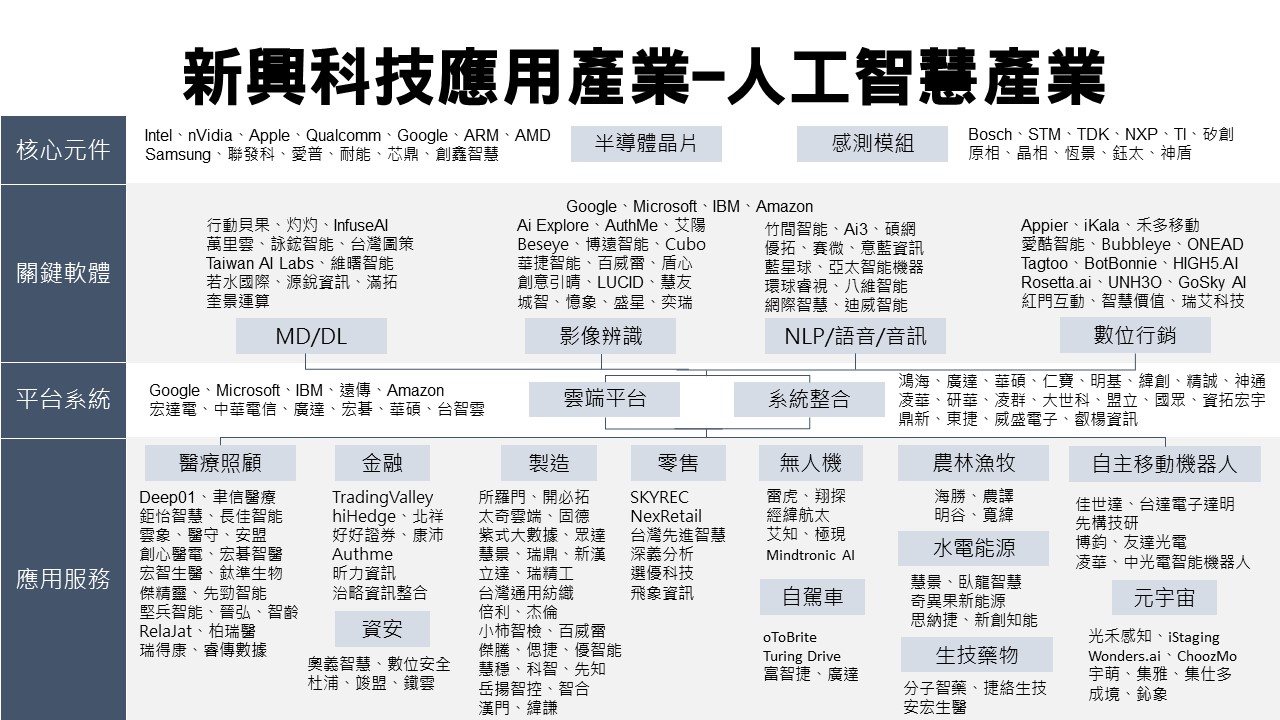 新興科技應用產業-人工智慧產業
核心元件
Intel、nVidia、Apple、Qualcomm、Google、ARM、AMD
Samsung、聯發科、愛普、耐能、芯鼎、創鑫智慧
半導體晶片
感測模組
Bosch、STM、TDK、NXP、TI、矽創
原相、晶相、恆景、鈺太、神盾
關鍵軟體
Google、Microsoft、IBM、Amazon
行動貝果、灼灼、InfuseAI
萬里雲、詠鋐智能、台灣圖策
Taiwan AI Labs、維曙智能
若水國際、源銳資訊、滿拓
奎景運算
MD/DL
Ai Explore、AuthMe、艾陽
Beseye、博遠智能、Cubo
華捷智能、百威雷、盾心
創意引晴、LUCID、慧友
城智、憶象、盛星、奕瑞
影像辨識
竹間智能、Ai3、碩網
優拓、賽微、意藍資訊
藍星球、亞太智能機器
環球睿視、八維智能
網際智慧、迪威智能
NLP/語音/音訊
Appier、iKala、禾多移動
愛酷智能、Bubbleye、ONEAD
Tagtoo、BotBonnie、HIGH5.AI
Rosetta.ai、UNH3O、GoSky AI
紅門互動、智慧價值、瑞艾科技
數位行銷
平台系統
Google、Microsoft、IBM、遠傳、Amazon
宏達電、中華電信、廣達、宏碁、華碩、台智雲
雲端平台
系統整合
鴻海、廣達、華碩、仁寶、明基、緯創、精誠、神通
凌華、研華、凌群、大世科、盟立、國眾、資拓宏宇
鼎新、東捷、威盛電子、叡楊資訊
應用服務
醫療照顧
Deep01、聿信醫療
鉅怡智慧、長佳智能
雲象、醫守、安盟
創心醫電、宏碁智醫
宏智生醫、鈦準生物
傑精靈、先勁智能
堅兵智能、晉弘、智齡
RelaJat、柏瑞醫
瑞得康、睿傳數據
金融
TradingValley
hiHedge、北祥
好好證券、康沛
Authme
昕力資訊
治略資訊整合
資安
奧義智慧、數位安全
杜浦、竣盟、鐵雲
製造
所羅門、開必拓
太奇雲端、固德
紫式大數據、眾達
慧景、瑞鼎、新漢
立達、瑞精工
台灣通用紡織
倍利、杰倫
小柿智檢、百威雷
傑騰、偲捷、優智能
慧穩、科智、先知
岳揚智控、智合
漢門、緯謙
零售
SKYREC
NexRetail
台灣先進智慧
深義分析
選優科技
飛象資訊
無人機
雷虎、翔探
經緯航太
艾知、極現
Mindtronic AI
自駕車
oToBrite
Turing Drive
富智捷、廣達
農林漁牧
海勝、農譯
明谷、寬緯
水電能源
慧景、臥龍智慧
奇異果新能源
思納捷、新創知能
生技藥物
分子智藥、捷絡生技
安宏生醫
自主移動機器人
佳世達、台達電子達明
先構技研
博鈞、友達光電
凌華、中光電智能機器人
元宇宙
光禾感知、iStaging
Wonders.ai、ChoozMo
宇萌、集雅、集仕多
成境、鈊象